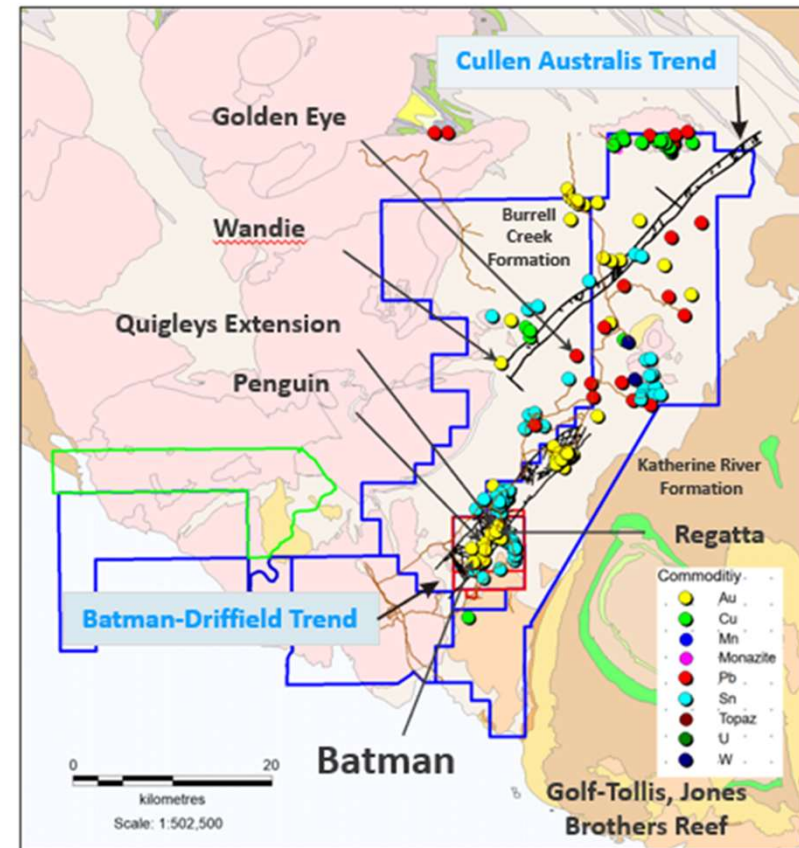 Cullen Australis Trend
Golden Eye
Wandie
Burrell
Creek
Formation
Quigleys Extension
Penguin
Katherine River
Formation
Regatta
Commodity
Au
Cu
Mn
Monazite
Pb
Sn
Topaz
U
W
Batman-Driffield Trend
Batman
0
20
kilometres
Scale: 1:502,500
Golf-Tollis, Jones
Brothers Reef